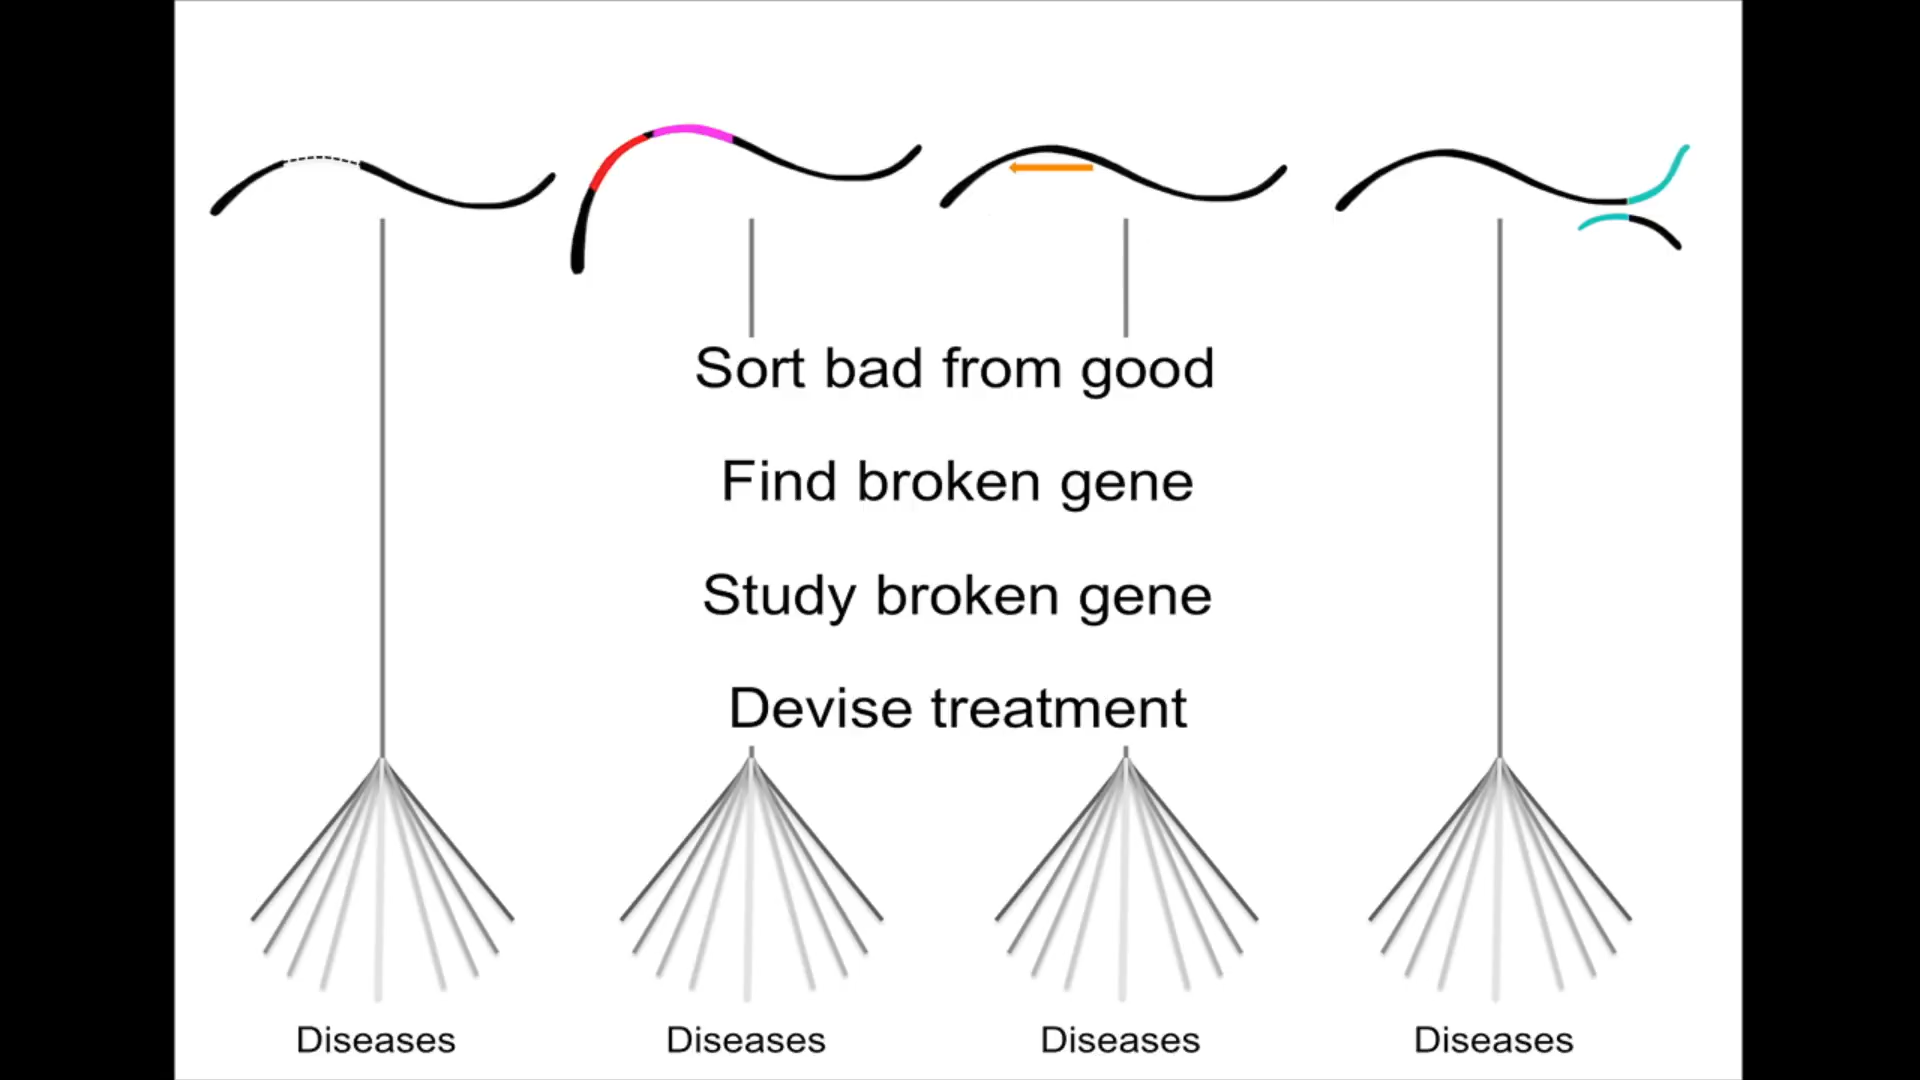 Sort bad from good
Find broken gene
Study broken gene
Devise treatment
Diseases
Diseases
Diseases
Diseases